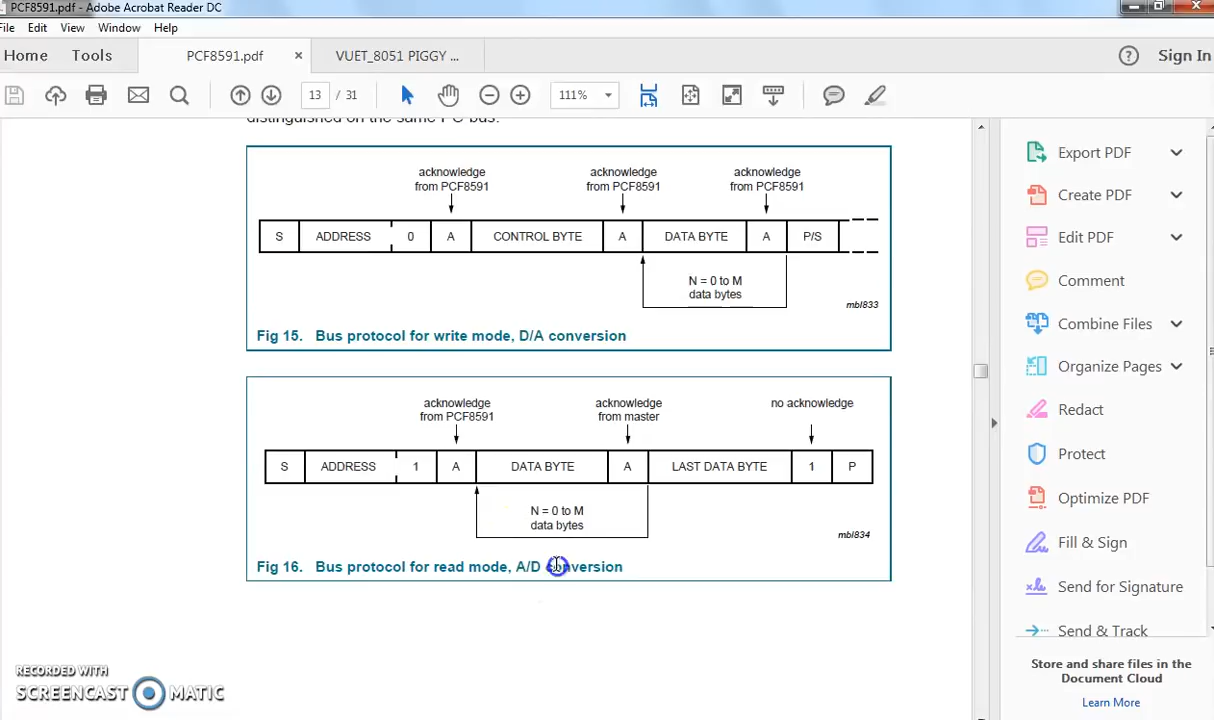 PCF8591.pdf - Adobe Acrobat Reader DC
File Edit View Window Help
Home Tools PCF8591.pdf × VUET_8051 PIGGY ... ? Sign In
13 / 31 111%
distinguished on the same I²C bus.
acknowledge acknowledge acknowledge
from PCF8591 from PCF8591 from PCF8591
S ADDRESS 0 A CONTROL BYTE A DATA BYTE A P/S
N = 0 to M
data bytes
mbl833
Fig 15. Bus protocol for write mode, D/A conversion
acknowledge acknowledge no acknowledge
from PCF8591 from master
S ADDRESS 1 A DATA BYTE A LAST DATA BYTE 1 P
N = 0 to M
data bytes
mbl834
Fig 16. Bus protocol for read mode, A/D conversion
Export PDF
Create PDF
Edit PDF
Comment
Combine Files
Organize Pages
Redact
Protect
Optimize PDF
Fill & Sign
Send for Signature
Send & Track
Store and share files in the
Document Cloud
Learn More
RECORDED WITH
SCREENCAST MATIC